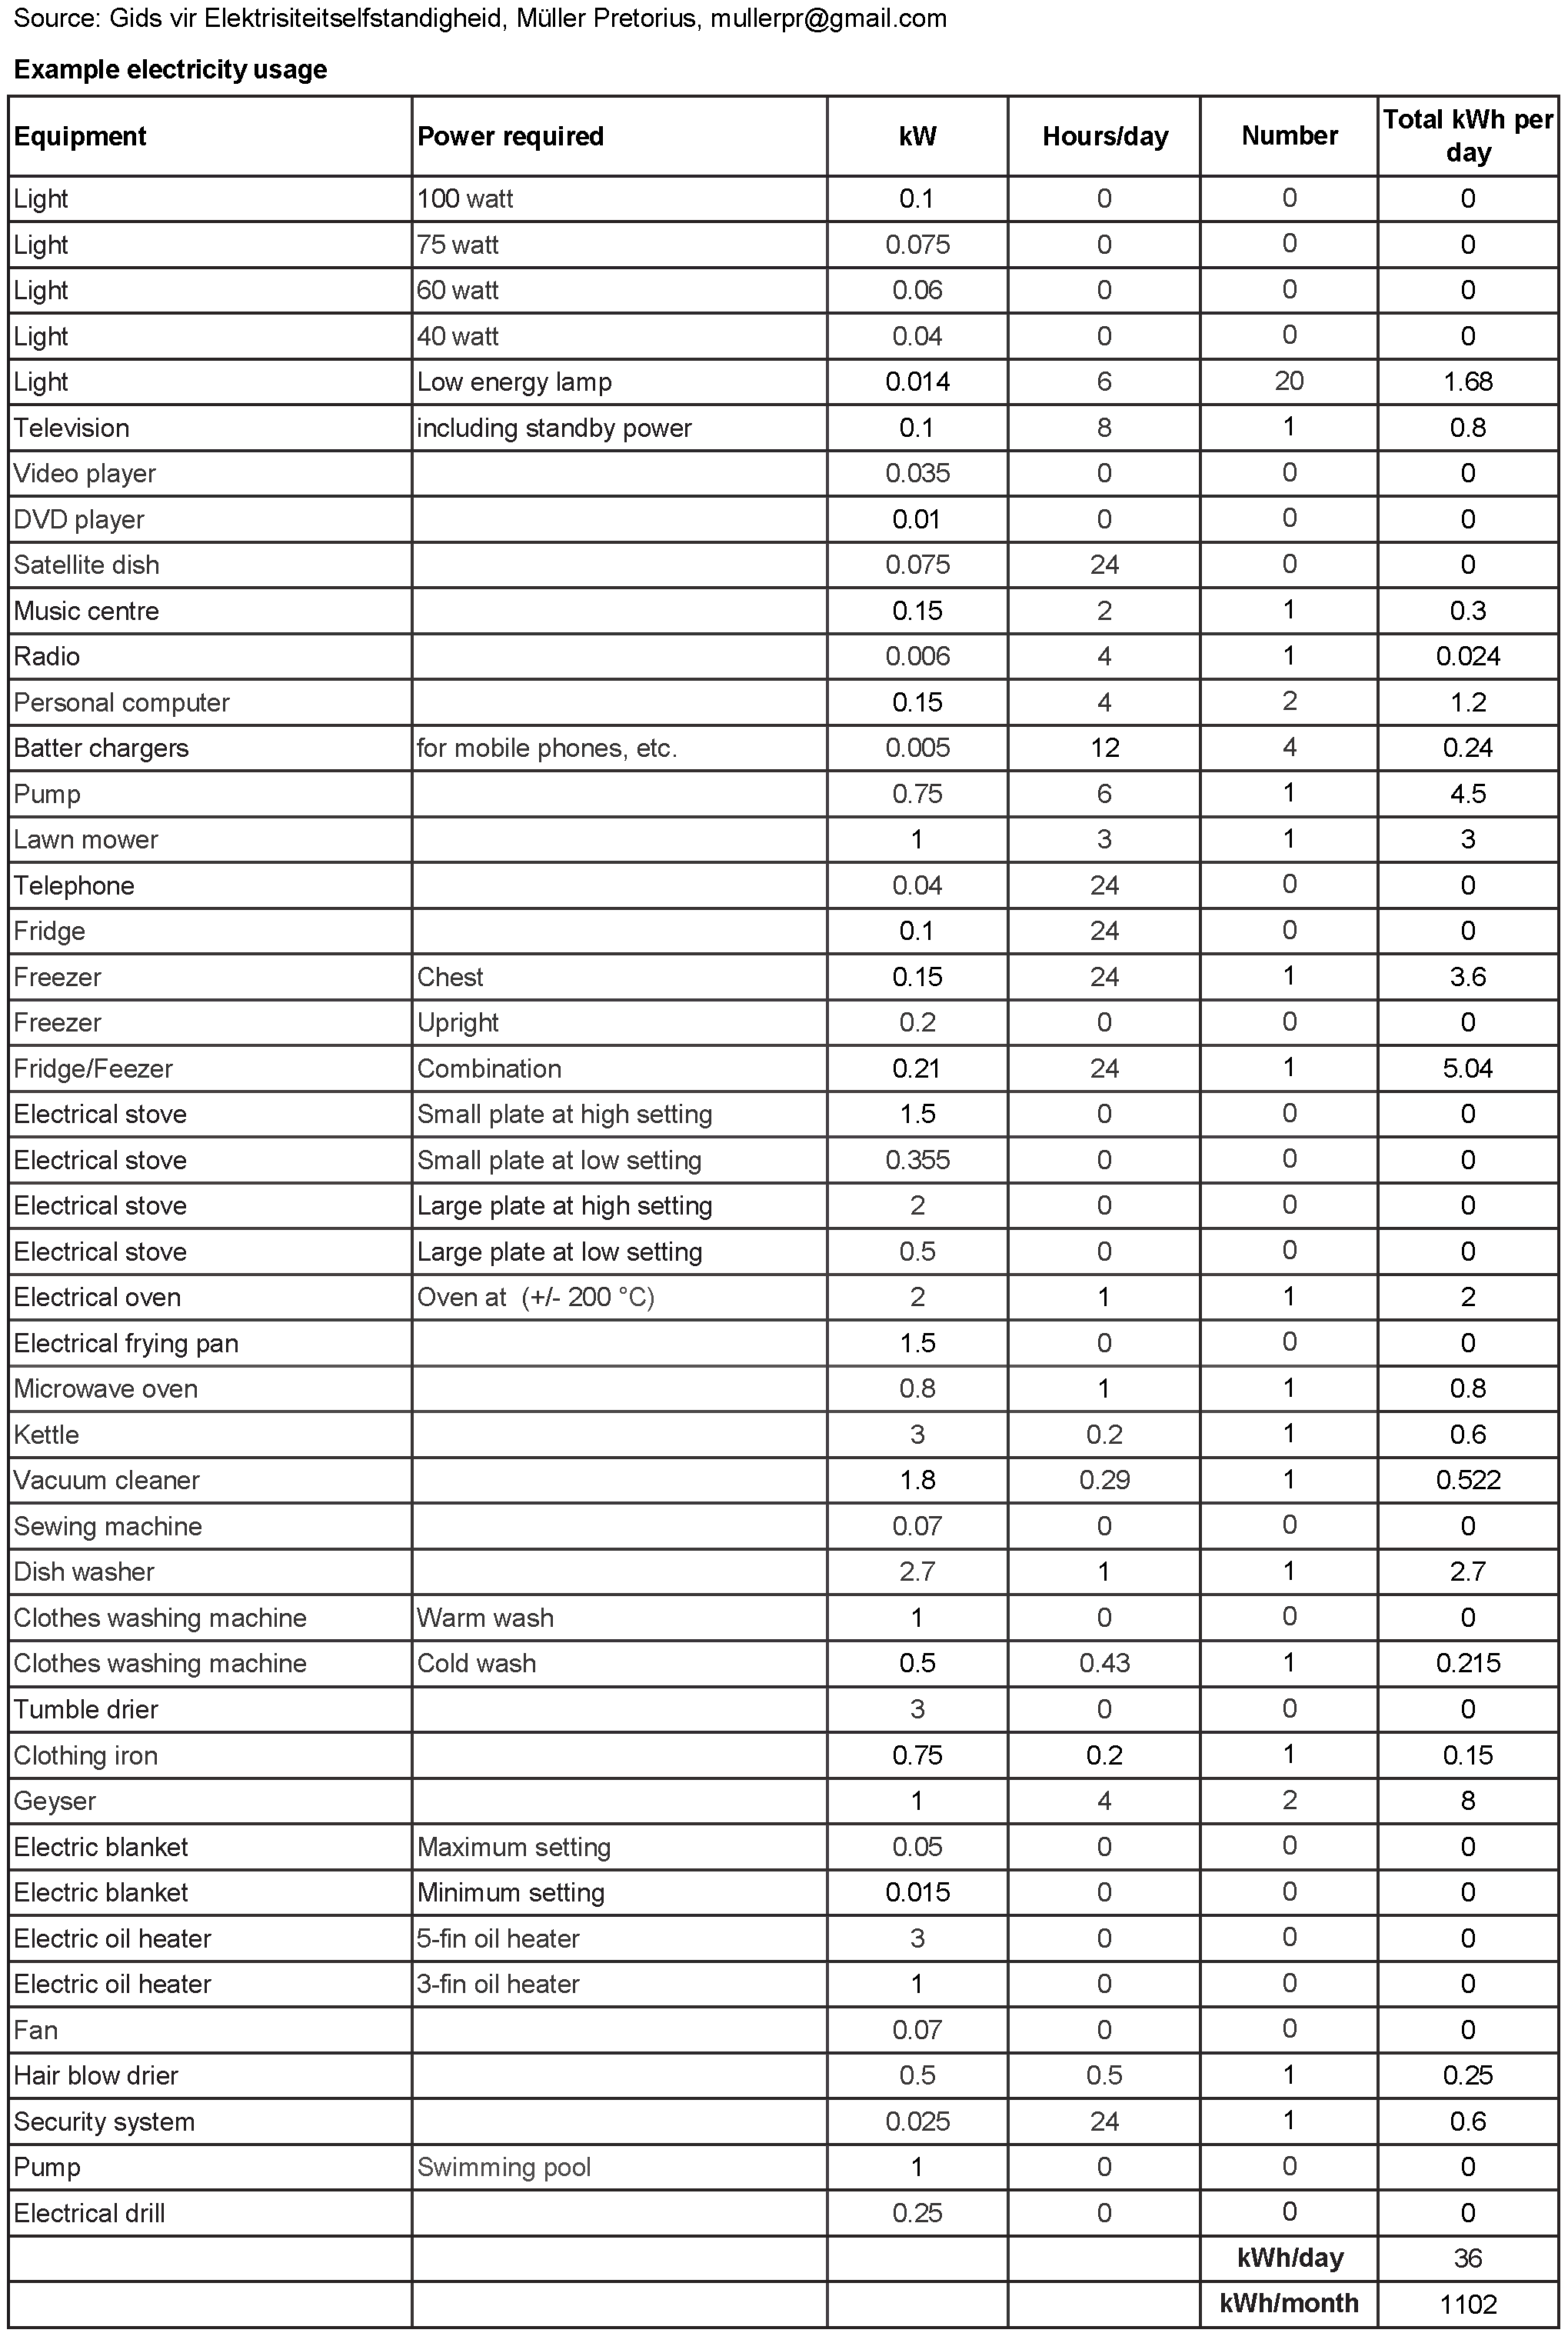 Source: Gids vir Elektrisiteitselfstandigheid, Müller Pretorius, mullerpr@gmail.com
Example electricity usage
Equipment Power required kW Hours/day Number Total kWh per day
Light 100 watt 0.1 0 0 0
Light 75 watt 0.075 0 0 0
Light 60 watt 0.06 0 0 0
Light 40 watt 0.04 0 0 0
Light Low energy lamp 0.014 6 20 1.68
Television including standby power 0.1 8 1 0.8
Video player 0.035 0 0 0
DVD player 0.01 0 0 0
Satellite dish 0.075 24 0 0
Music centre 0.15 2 1 0.3
Radio 0.006 4 1 0.024
Personal computer 0.15 4 2 1.2
Batter chargers for mobile phones, etc. 0.005 12 4 0.24
Pump 0.75 6 1 4.5
Lawn mower 1 3 1 3
Telephone 0.04 24 0 0
Fridge 0.1 24 0 0
Freezer Chest 0.15 24 1 3.6
Freezer Upright 0.2 0 0 0
Fridge/Feezer Combination 0.21 24 1 5.04
Electrical stove Small plate at high setting 1.5 0 0 0
Electrical stove Small plate at low setting 0.355 0 0 0
Electrical stove Large plate at high setting 2 0 0 0
Electrical stove Large plate at low setting 0.5 0 0 0
Electrical oven Oven at (+/- 200 °C) 2 1 1 2
Electrical frying pan 1.5 0 0 0
Microwave oven 0.8 1 1 0.8
Kettle 3 0.2 1 0.6
Vacuum cleaner 1.8 0.29 1 0.522
Sewing machine 0.07 0 0 0
Dish washer 2.7 1 1 2.7
Clothes washing machine Warm wash 1 0 0 0
Clothes washing machine Cold wash 0.5 0.43 1 0.215
Tumble drier 3 0 0 0
Clothing iron 0.75 0.2 1 0.15
Geyser 1 4 2 8
Electric blanket Maximum setting 0.05 0 0 0
Electric blanket Minimum setting 0.015 0 0 0
Electric oil heater 5-fin oil heater 3 0 0 0
Electric oil heater 3-fin oil heater 1 0 0 0
Fan 0.07 0 0 0
Hair blow drier 0.5 0.5 1 0.25
Security system 0.025 24 1 0.6
Pump Swimming pool 1 0 0 0
Electrical drill 0.25 0 0 0
kWh/day 36
kWh/month 1102